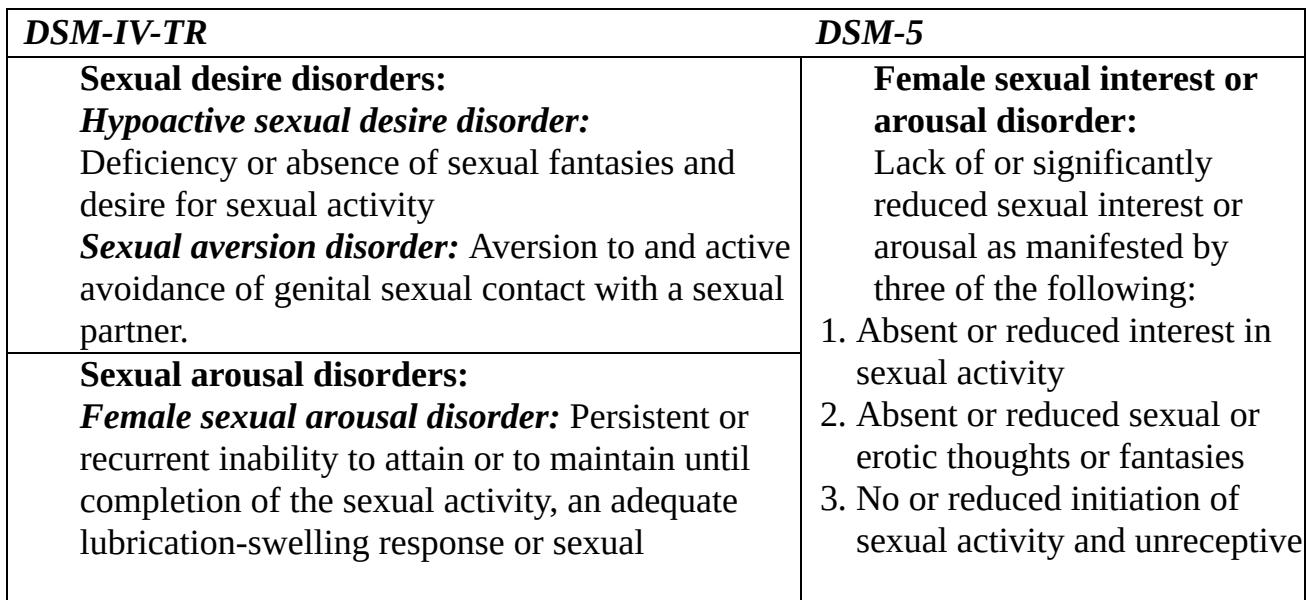 DSM-IV-TR
DSM-5
Sexual desire disorders:
Hypoactive sexual desire disorder:
Deficiency or absence of sexual fantasies and
desire for sexual activity
Sexual aversion disorder: Aversion to and active
avoidance of genital sexual contact with a sexual
partner.
Sexual arousal disorders:
Female sexual arousal disorder: Persistent or
recurrent inability to attain or to maintain until
completion of the sexual activity, an adequate
lubrication-swelling response or sexual
Female sexual interest or
arousal disorder:
Lack of or significantly
reduced sexual interest or
arousal as manifested by
three of the following:
1. Absent or reduced interest in
sexual activity
2. Absent or reduced sexual or
erotic thoughts or fantasies
3. No or reduced initiation of
sexual activity and unreceptive